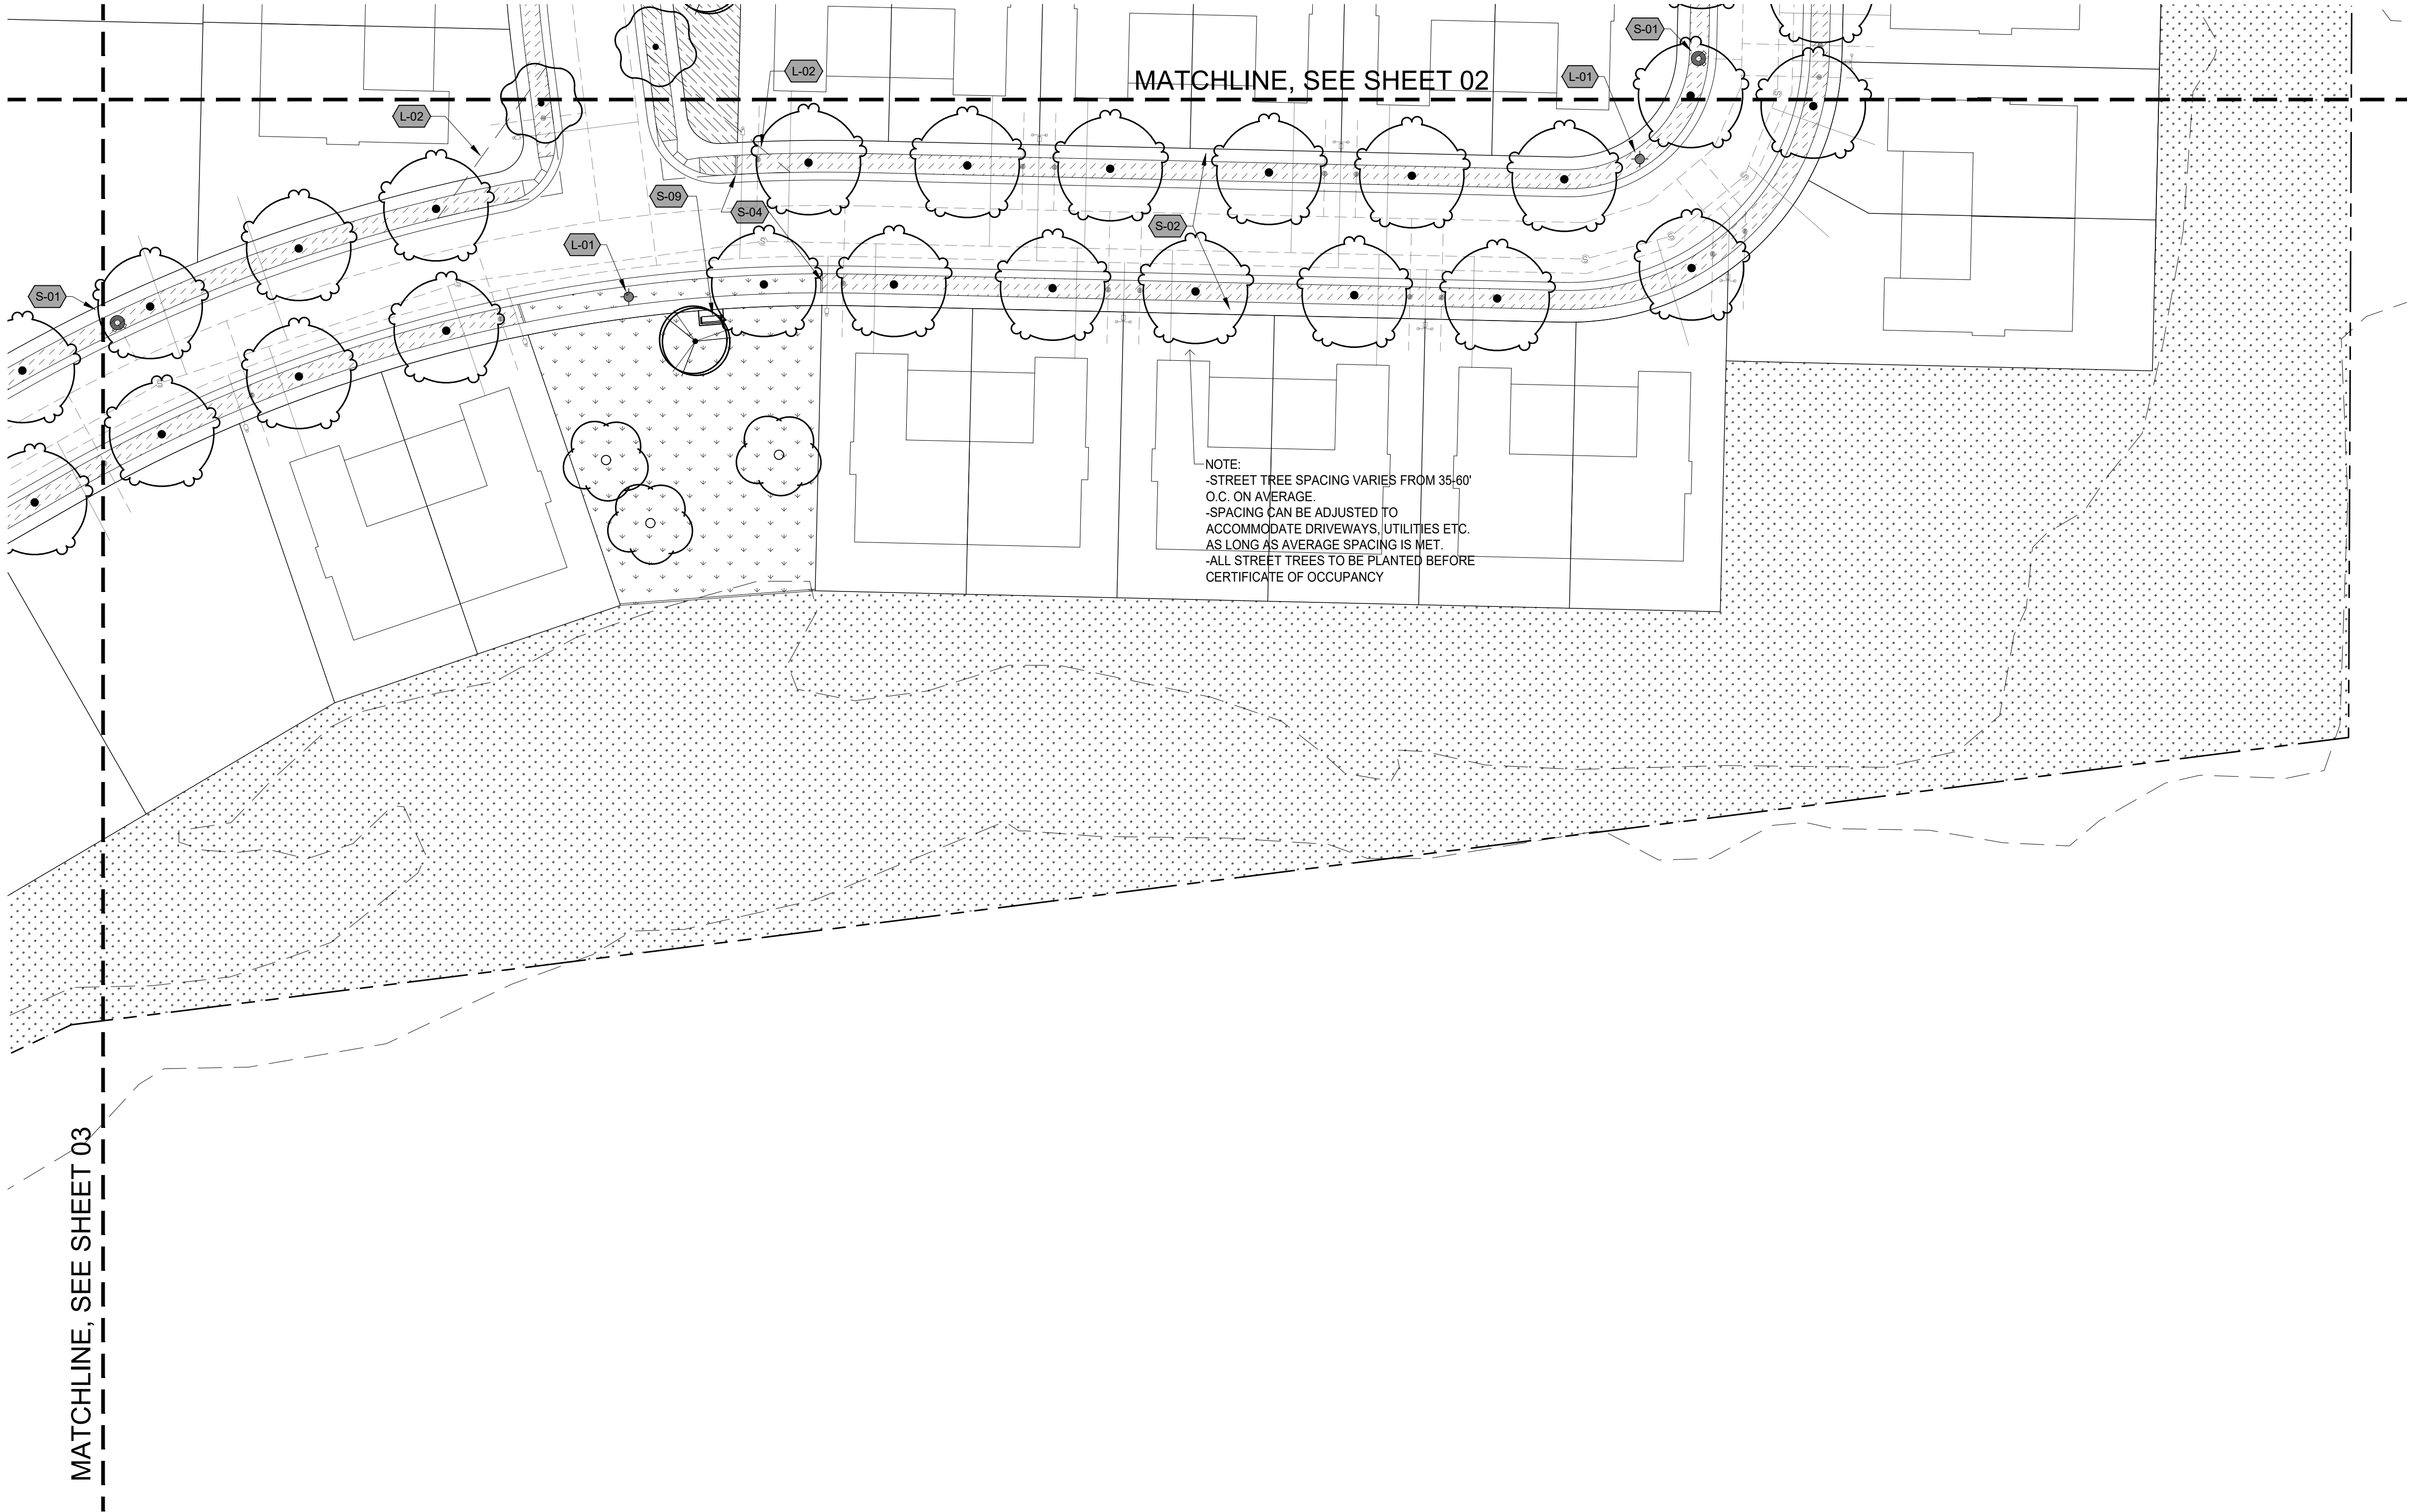 S-01
L-02
MATCHLINE, SEE SHEET 02
L-01
L-02
S-09
S-04
S-02
L-01
S-01
NOTE:
-STREET TREE SPACING VARIES FROM 35-60'
O.C. ON AVERAGE.
-SPACING CAN BE ADJUSTED TO
ACCOMMODATE DRIVEWAYS, UTILITIES ETC.
AS LONG AS AVERAGE SPACING IS MET.
-ALL STREET TREES TO BE PLANTED BEFORE
CERTIFICATE OF OCCUPANCY
MATCHLINE, SEE SHEET 03
S
S
S
S
S
S
S